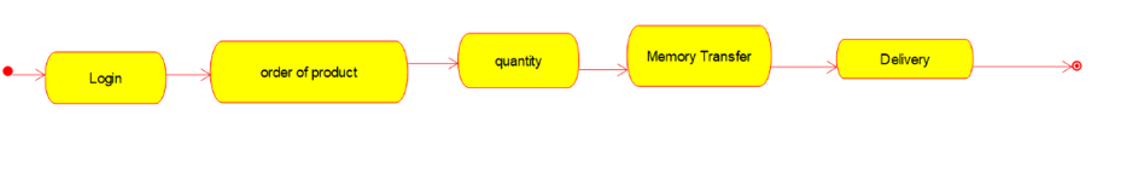 Login
order of product
quantity
Memory Transfer
Delivery